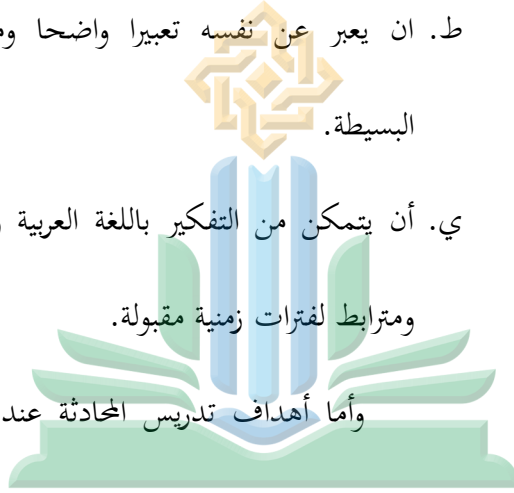 ط. ان يعبر عن نفسه تعبيرا واضحا
البسيطة.
ي. أن يتمكن من التفكير باللغة العربية
ومترابط لفترات زمنية مقبولة.
وأما أهداف تدريس المحادثة عند